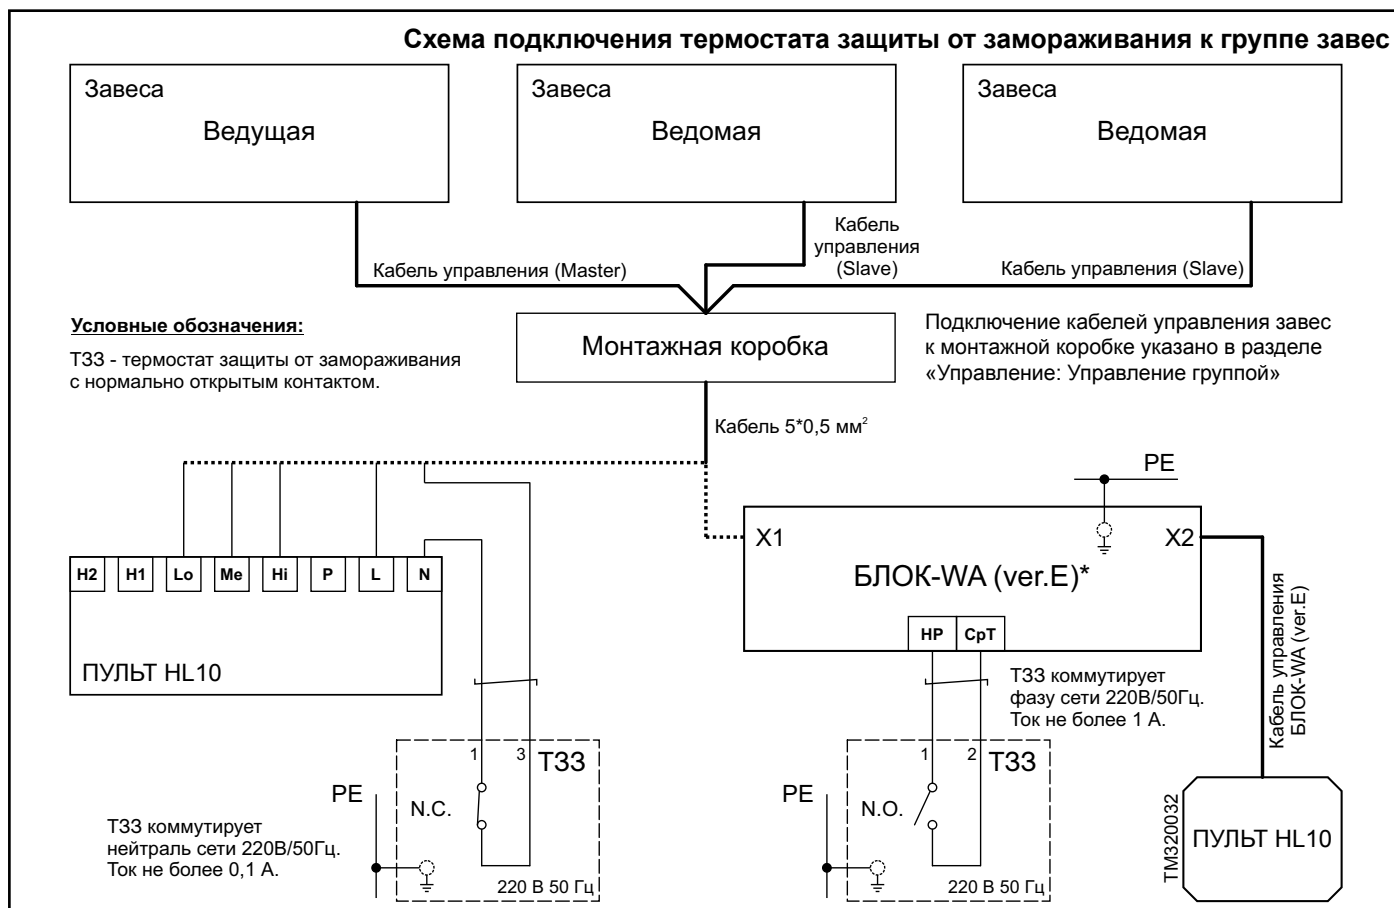 Схема подключения термостата защиты от замораживания к группе завес
Завеса
Ведущая
Завеса
Ведомая
Завеса
Ведомая
Кабель
управления
(Slave)
Кабель управления (Master)
Кабель управления (Slave)
Условные обозначения:
ТЗЗ - термостат защиты от замораживания
с нормально открытым контактом.
Монтажная коробка
Подключение кабелей управления завес
к монтажной коробке указано в разделе
«Управление: Управление группой»
Кабель 5*0,5 мм²
PE
X1
X2
БЛОК-WA (ver.E)*
HP
СрТ
H2 H1 Lo Me Hi P L N
ПУЛЬТ HL10
ТЗЗ коммутирует
фазу сети 220В/50Гц.
Ток не более 1 А.
Кабель управления
БЛОК-WA (ver.E)
1 3 ТЗЗ
PE
N.C.
220 В 50 Гц
ТЗЗ коммутирует
нейтраль сети 220В/50Гц.
Ток не более 0,1 А.
1 2 ТЗЗ
PE
N.O.
220 В 50 Гц
TM320032
ПУЛЬТ HL10